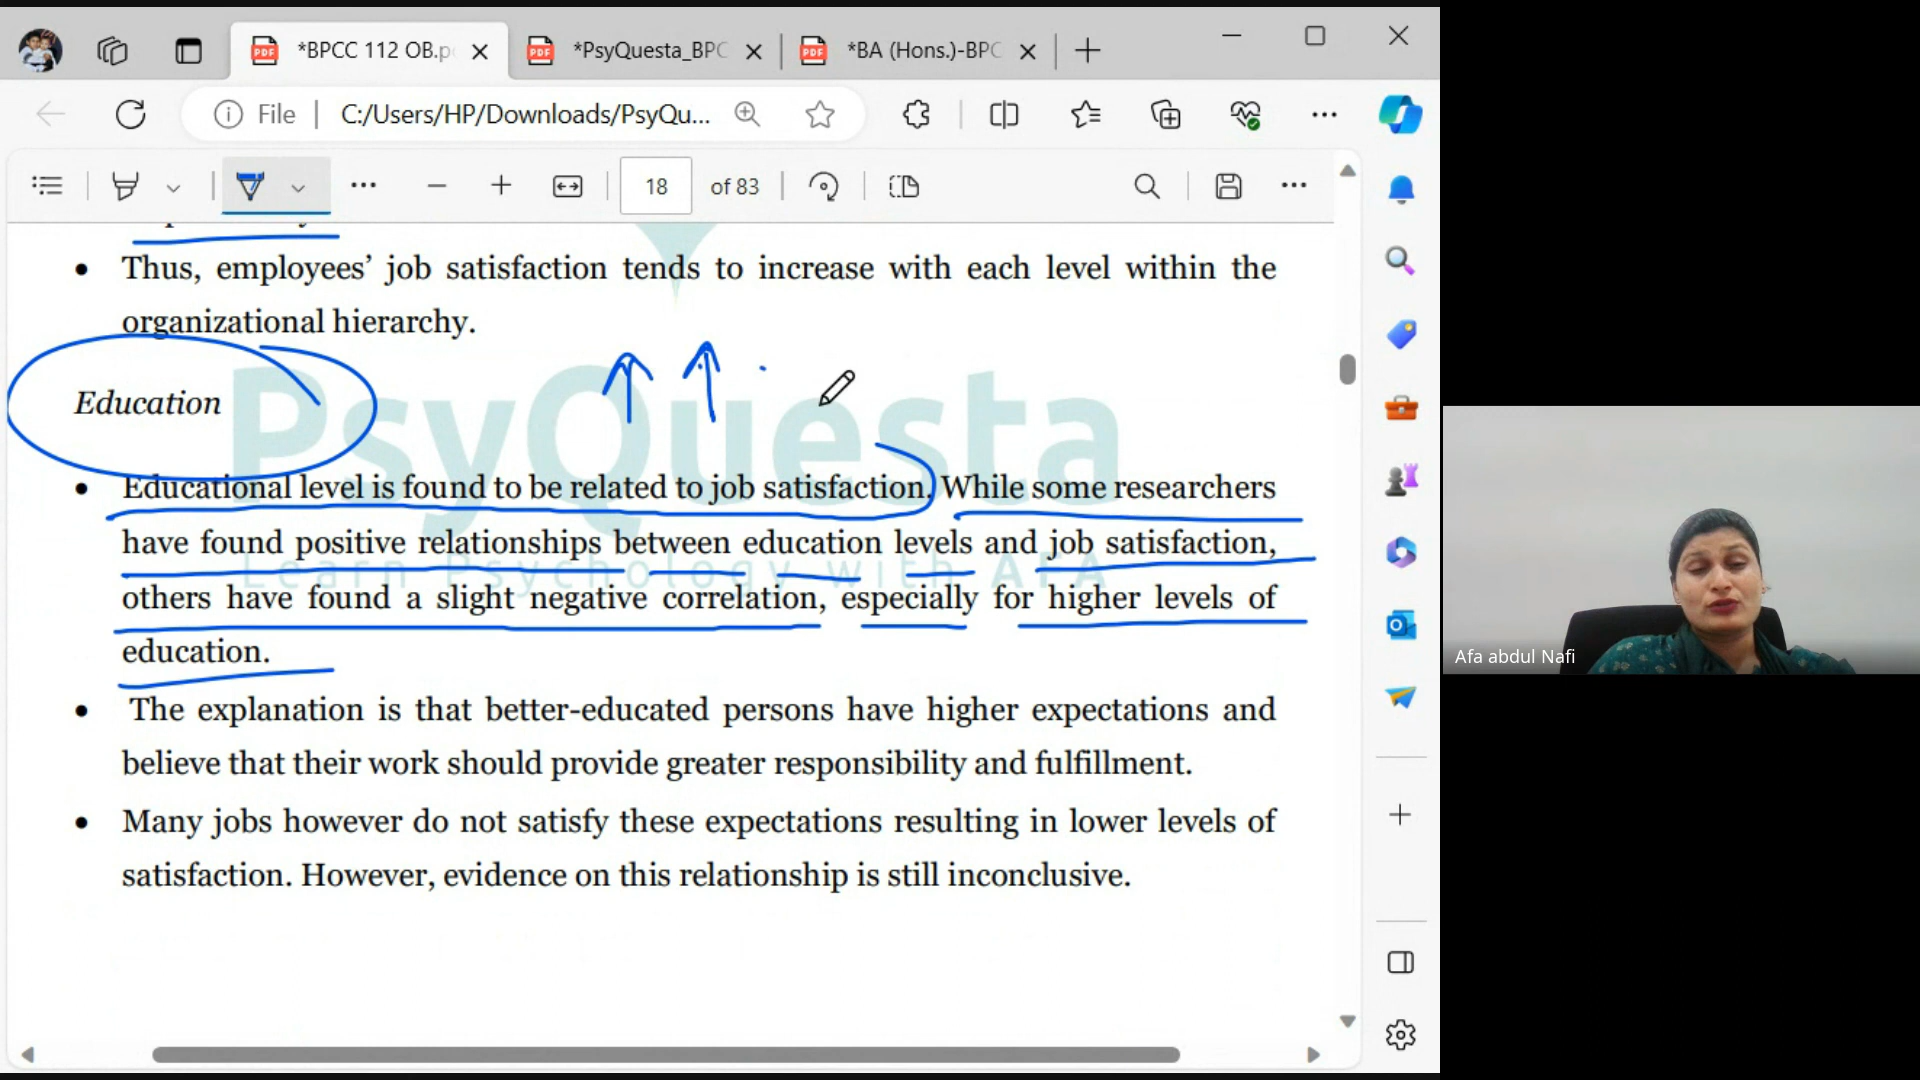 *BPCC 112 OB.p
*PsyQuesta_BPC
*BA (Hons.)-BPC
File
C:/Users/HP/Downloads/PsyQu...
18 of 83
Thus, employees’ job satisfaction tends to increase with each level within the
organizational hierarchy.
Education
PsyQuesta
Learn Psychology with AFA
Educational level is found to be related to job satisfaction. While some researchers
have found positive relationships between education levels and job satisfaction,
others have found a slight negative correlation, especially for higher levels of
education.
The explanation is that better-educated persons have higher expectations and
believe that their work should provide greater responsibility and fulfillment.
Many jobs however do not satisfy these expectations resulting in lower levels of
satisfaction. However, evidence on this relationship is still inconclusive.
Afa abdul Nafi